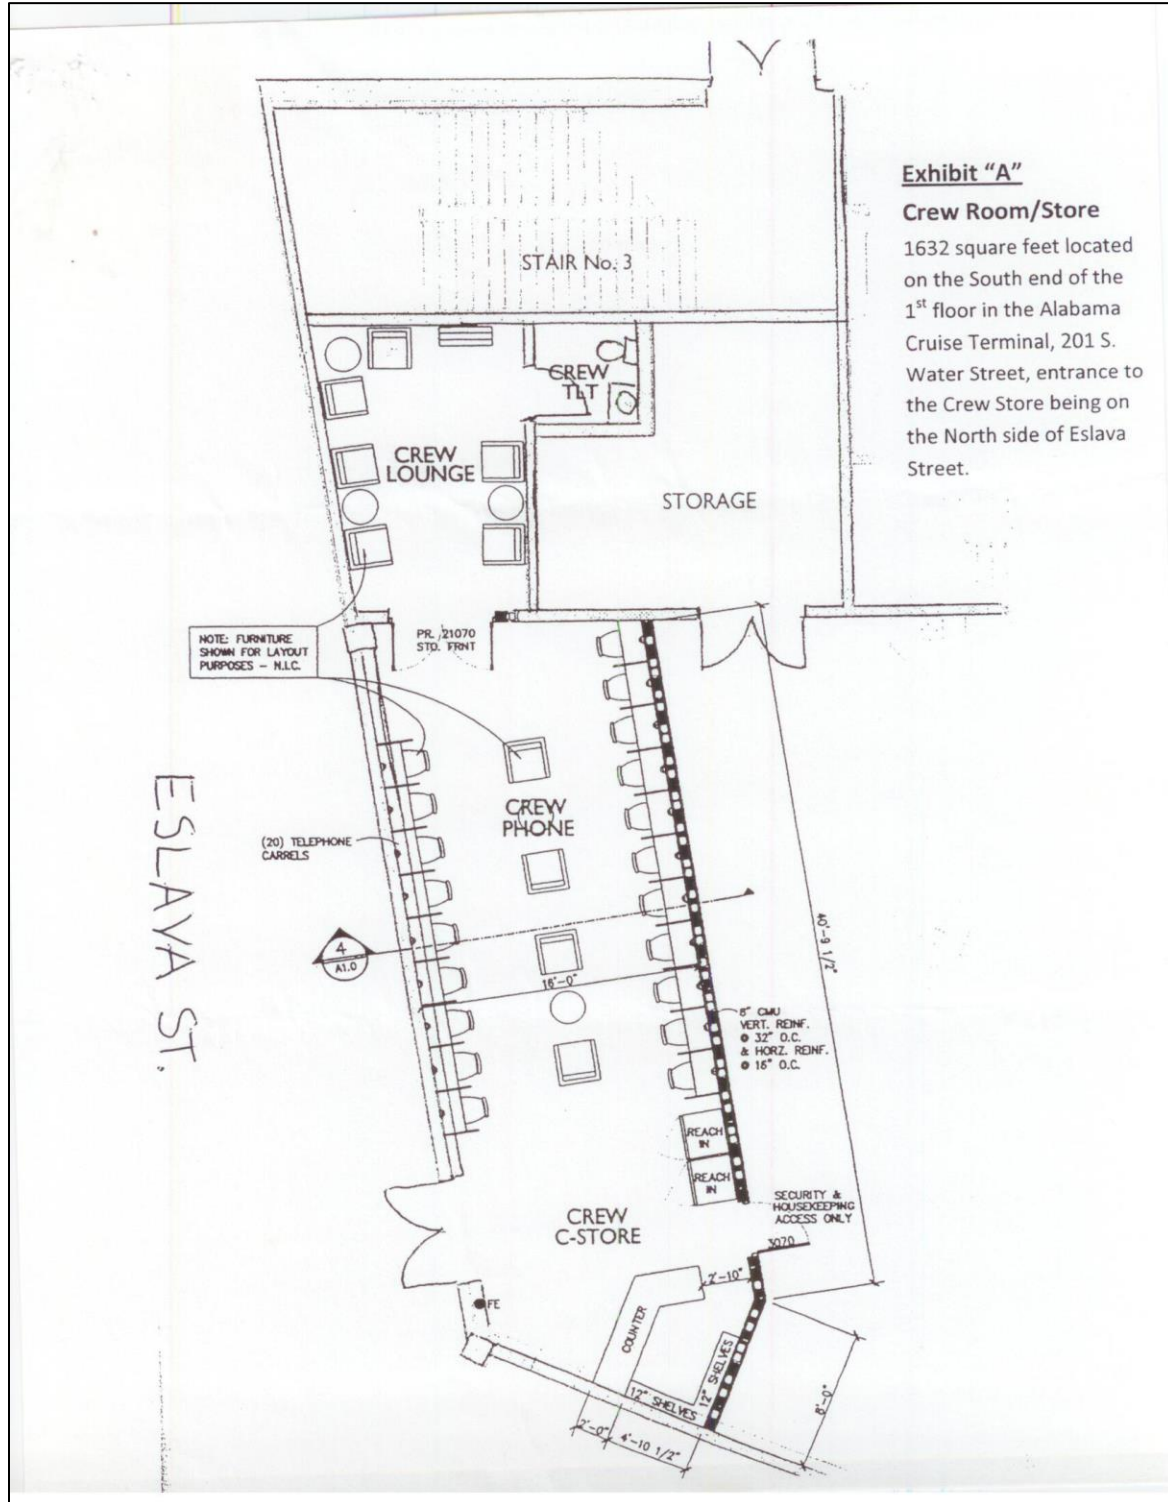 Exhibit “A”
Crew Room/Store
1632 square feet located
on the South end of the
1st floor in the Alabama
Cruise Terminal, 201 S.
Water Street, entrance to
the Crew Store being on
the North side of Eslava
Street.
STAIR No. 3
CREW
TLT
CREW
LOUNGE
STORAGE
NOTE: FURNITURE
SHOWN FOR LAYOUT
PURPOSES – N.I.C.
PR. 21070
STO. FRNT
CREW
PHONE
(20) TELEPHONE
CARRELS
ESLAVA ST.
4
A1.0
16'-0"
40'-9 1/2"
8" CMU
VERT. REINF.
@ 32" O.C.
& HORZ. REINF.
@ 16" O.C.
REACH
IN
REACH
IN
SECURITY &
HOUSEKEEPING
ACCESS ONLY
3070
CREW
C-STORE
2'-10"
FE
COUNTER
12" SHELVES
12" SHELVES
8'-0"
2'-0"
4'-10 1/2"